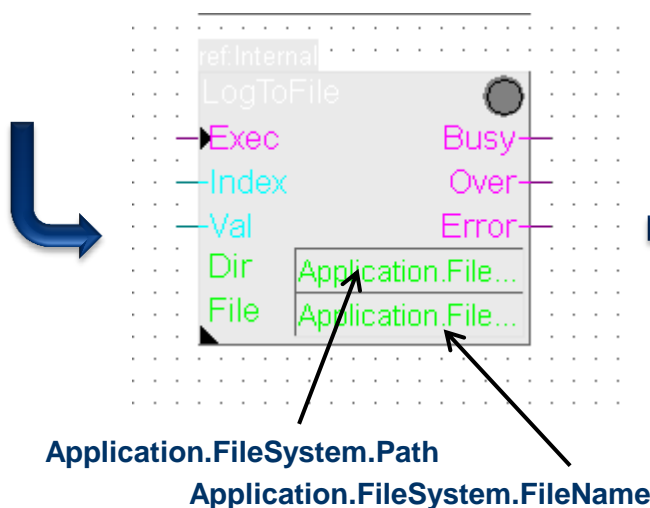 ref:Internal
LogToFile
Exec Busy
Index Over
Val Error
Dir Application.File...
File Application.File...
Application.FileSystem.Path
Application.FileSystem.FileName